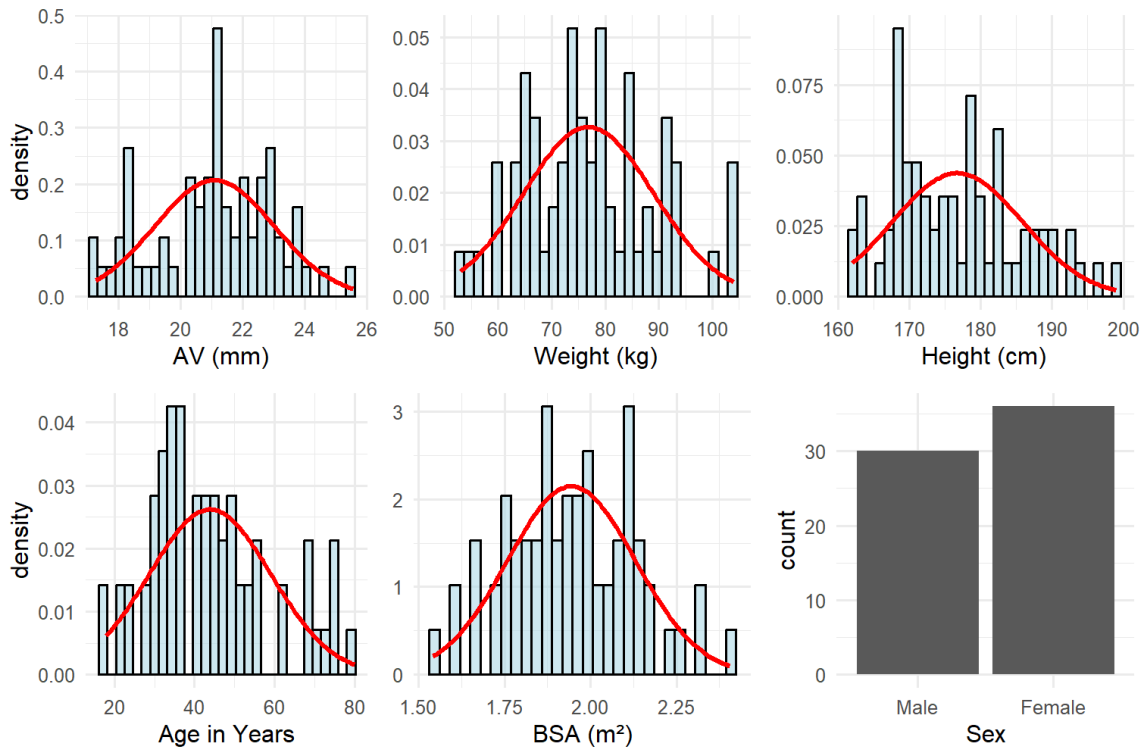 0.5
0.4
0.3
0.2
0.1
0.0
density
18 20 22 24 26
AV (mm)
0.05
0.04
0.03
0.02
0.01
0.00
50 60 70 80 90 100
Weight (kg)
0.075
0.050
0.025
0.000
160 170 180 190 200
Height (cm)
0.04
0.03
0.02
0.01
0.00
density
20 40 60 80
Age in Years
3
2
1
0
1.50 1.75 2.00 2.25
BSA (m²)
30
20
10
0
count
Male Female
Sex